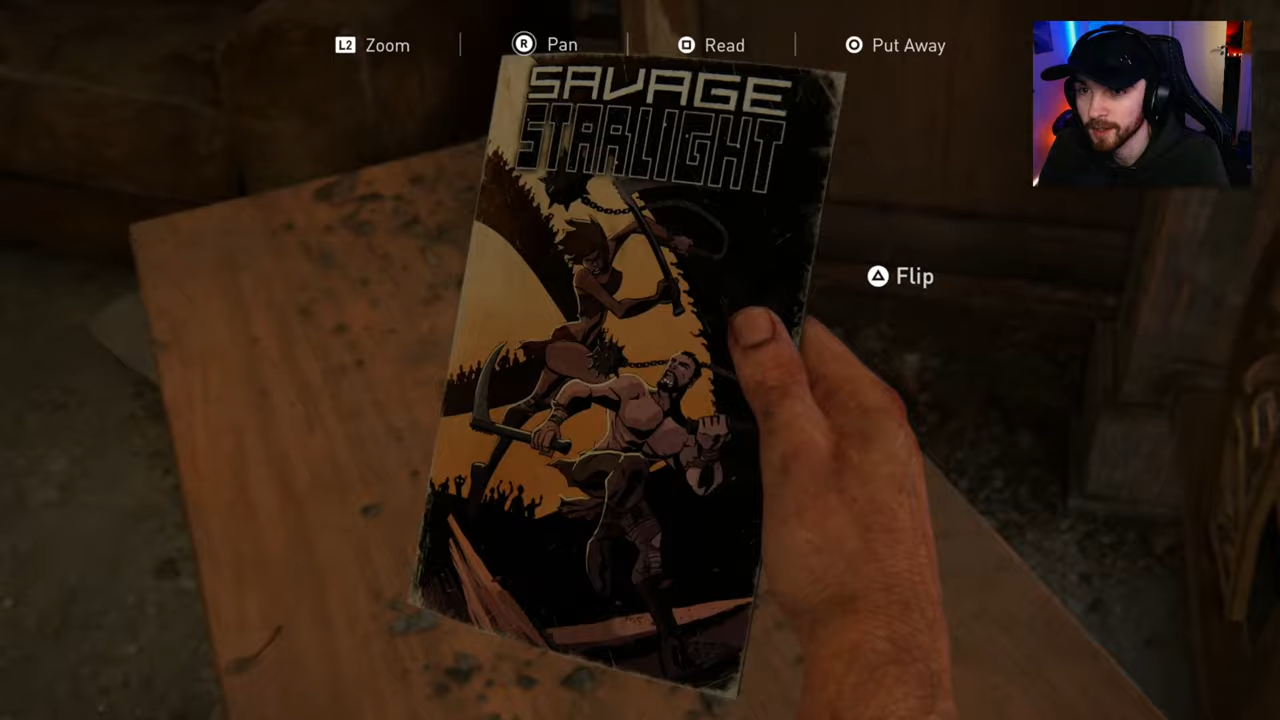 L2 Zoom
R Pan
Read
Put Away
SAVAGE
STARLIGHT
Flip